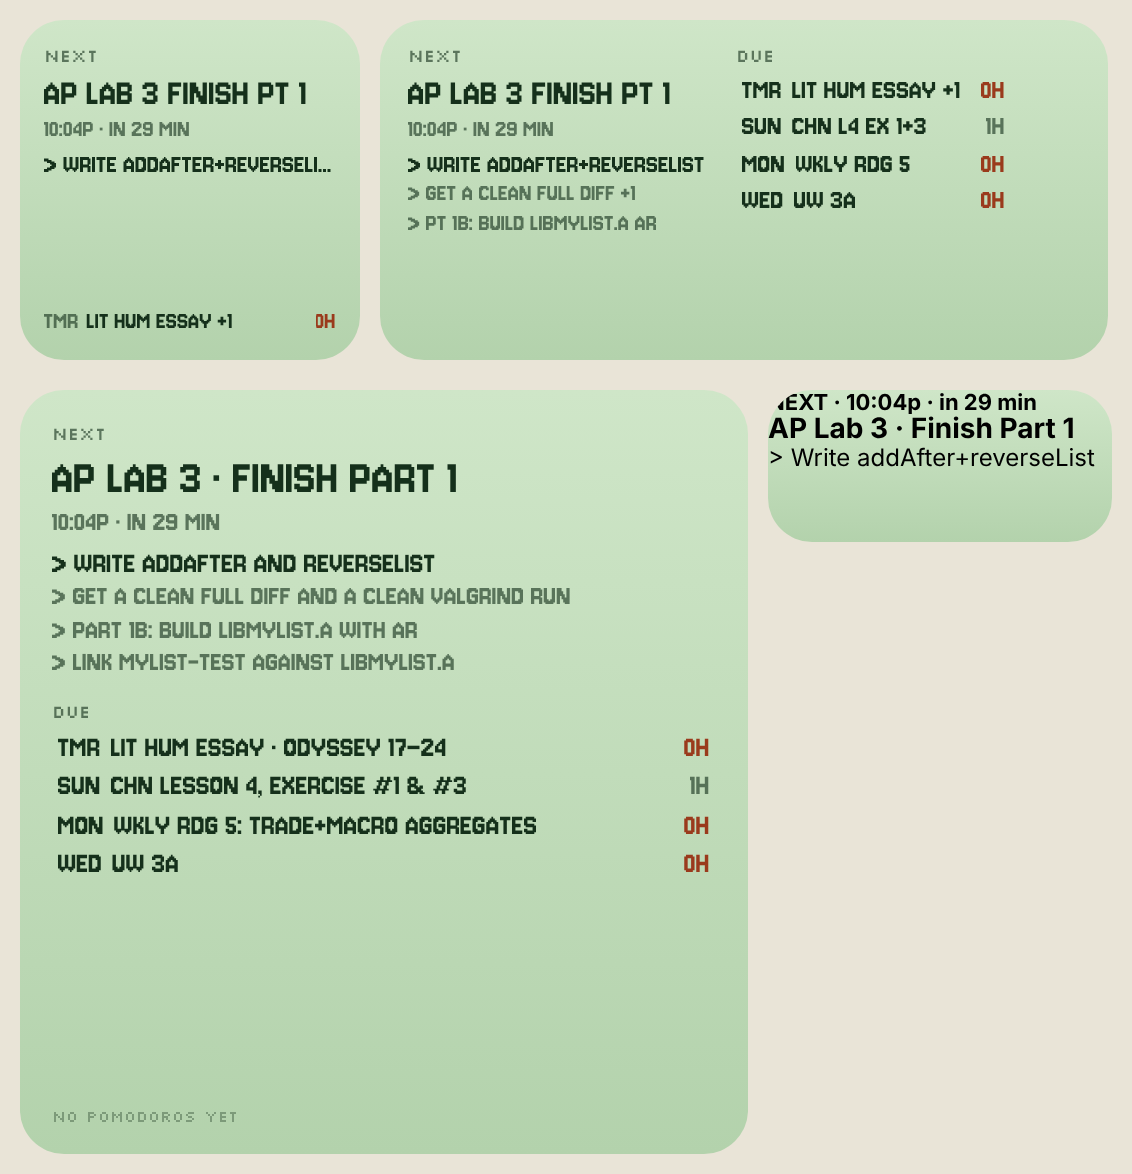 NEXT
AP LAB 3 FINISH PT 1
10:04P · IN 29 MIN
> WRITE ADDAFTER+REVERSELI...
TMR LIT HUM ESSAY +1 0H
NEXT
AP LAB 3 FINISH PT 1
10:04P · IN 29 MIN
> WRITE ADDAFTER+REVERSELIST
> GET A CLEAN FULL DIFF +1
> PT 1B: BUILD LIBMYLIST.A AR
DUE
TMR LIT HUM ESSAY +1 0H
SUN CHN L4 EX 1+3 1H
MON WKLY RDG 5 0H
WED UW 3A 0H
NEXT
AP LAB 3 · FINISH PART 1
10:04P · IN 29 MIN
> WRITE ADDAFTER AND REVERSELIST
> GET A CLEAN FULL DIFF AND A CLEAN VALGRIND RUN
> PART 1B: BUILD LIBMYLIST.A WITH AR
> LINK MYLIST-TEST AGAINST LIBMYLIST.A
DUE
TMR LIT HUM ESSAY · ODYSSEY 17–24 0H
SUN CHN LESSON 4, EXERCISE #1 & #3 1H
MON WKLY RDG 5: TRADE+MACRO AGGREGATES 0H
WED UW 3A 0H
NO POMODOROS YET
NEXT · 10:04p · in 29 min
AP Lab 3 · Finish Part 1
> Write addAfter+reverseList